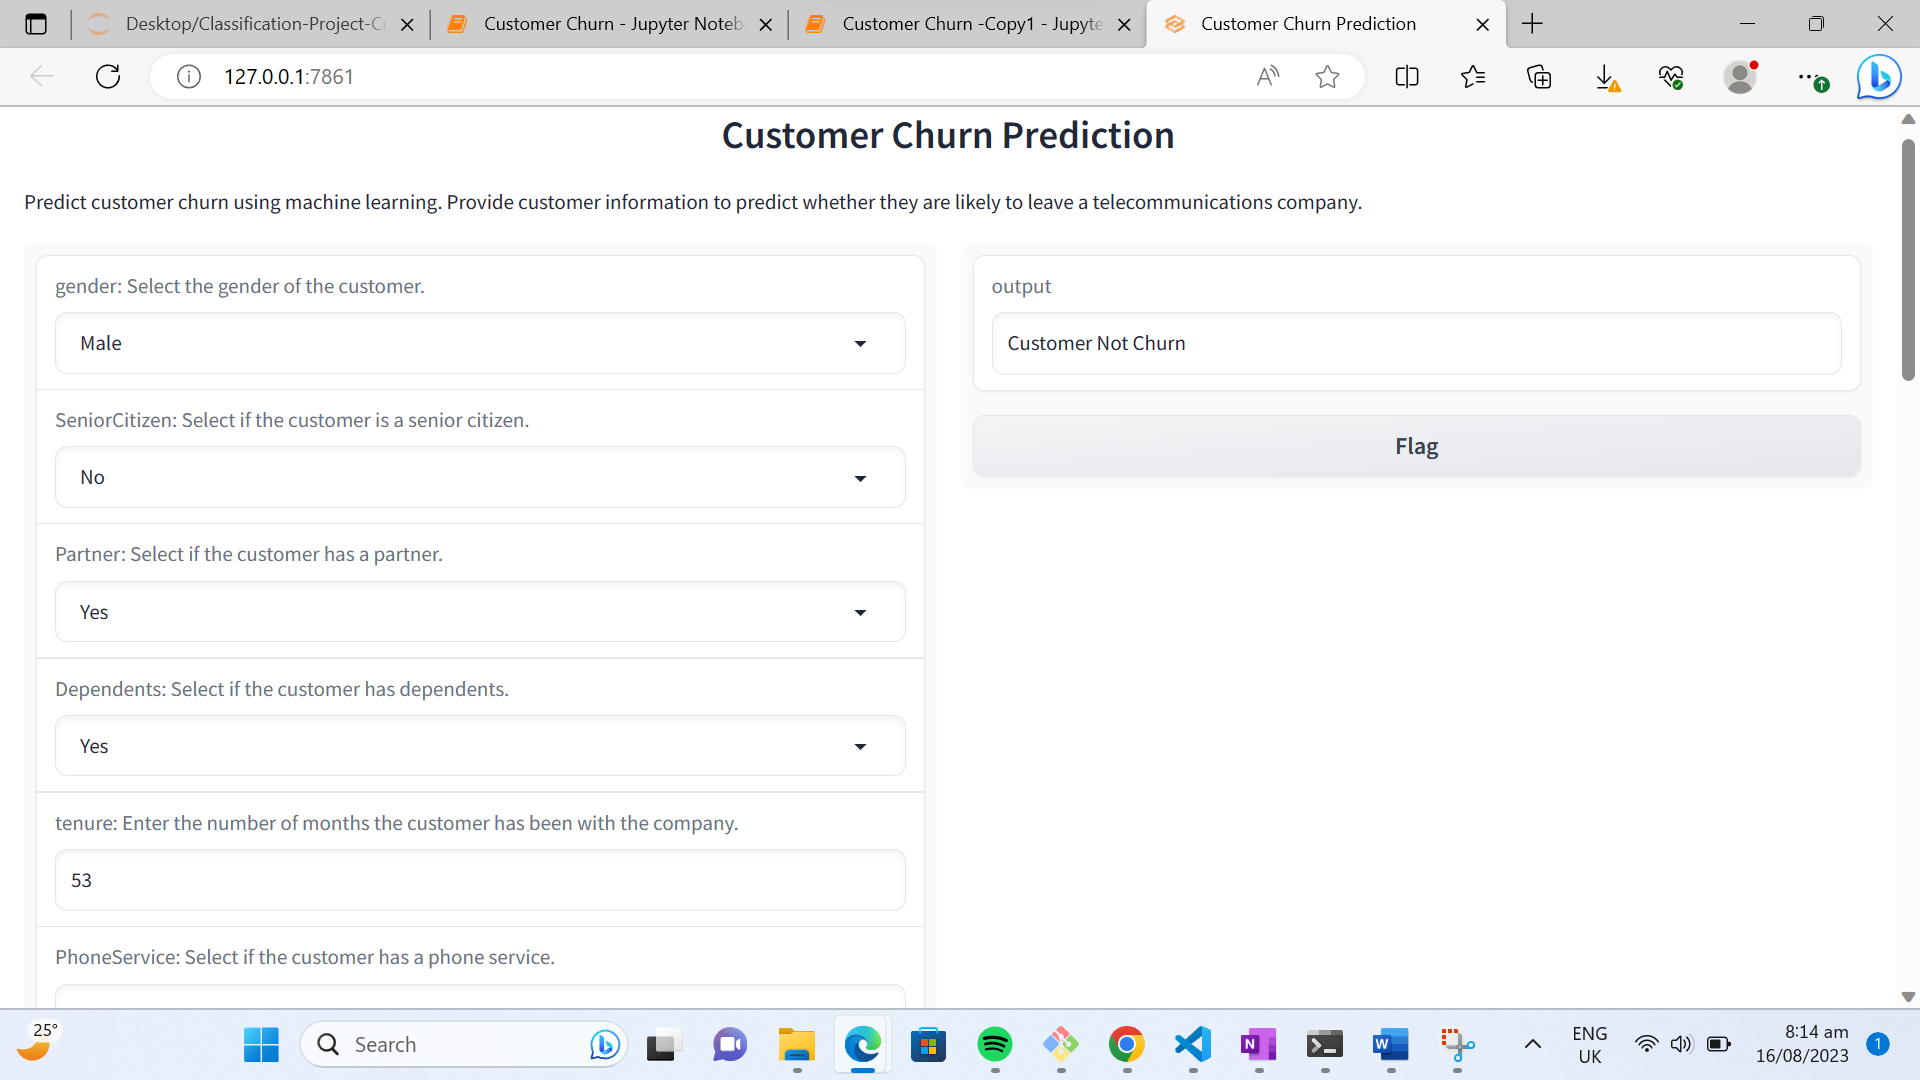 Desktop/Classification-Project-Cu
Customer Churn - Jupyter Noteb
Customer Churn -Copy1 - Jupyte
Customer Churn Prediction
127.0.0.1:7861
Customer Churn Prediction
Predict customer churn using machine learning. Provide customer information to predict whether they are likely to leave a telecommunications company.
gender: Select the gender of the customer.
Male
SeniorCitizen: Select if the customer is a senior citizen.
No
Partner: Select if the customer has a partner.
Yes
Dependents: Select if the customer has dependents.
Yes
tenure: Enter the number of months the customer has been with the company.
53
PhoneService: Select if the customer has a phone service.
output
Customer Not Churn
Flag
25°
Search
ENG
UK
8:14 am
16/08/2023
1